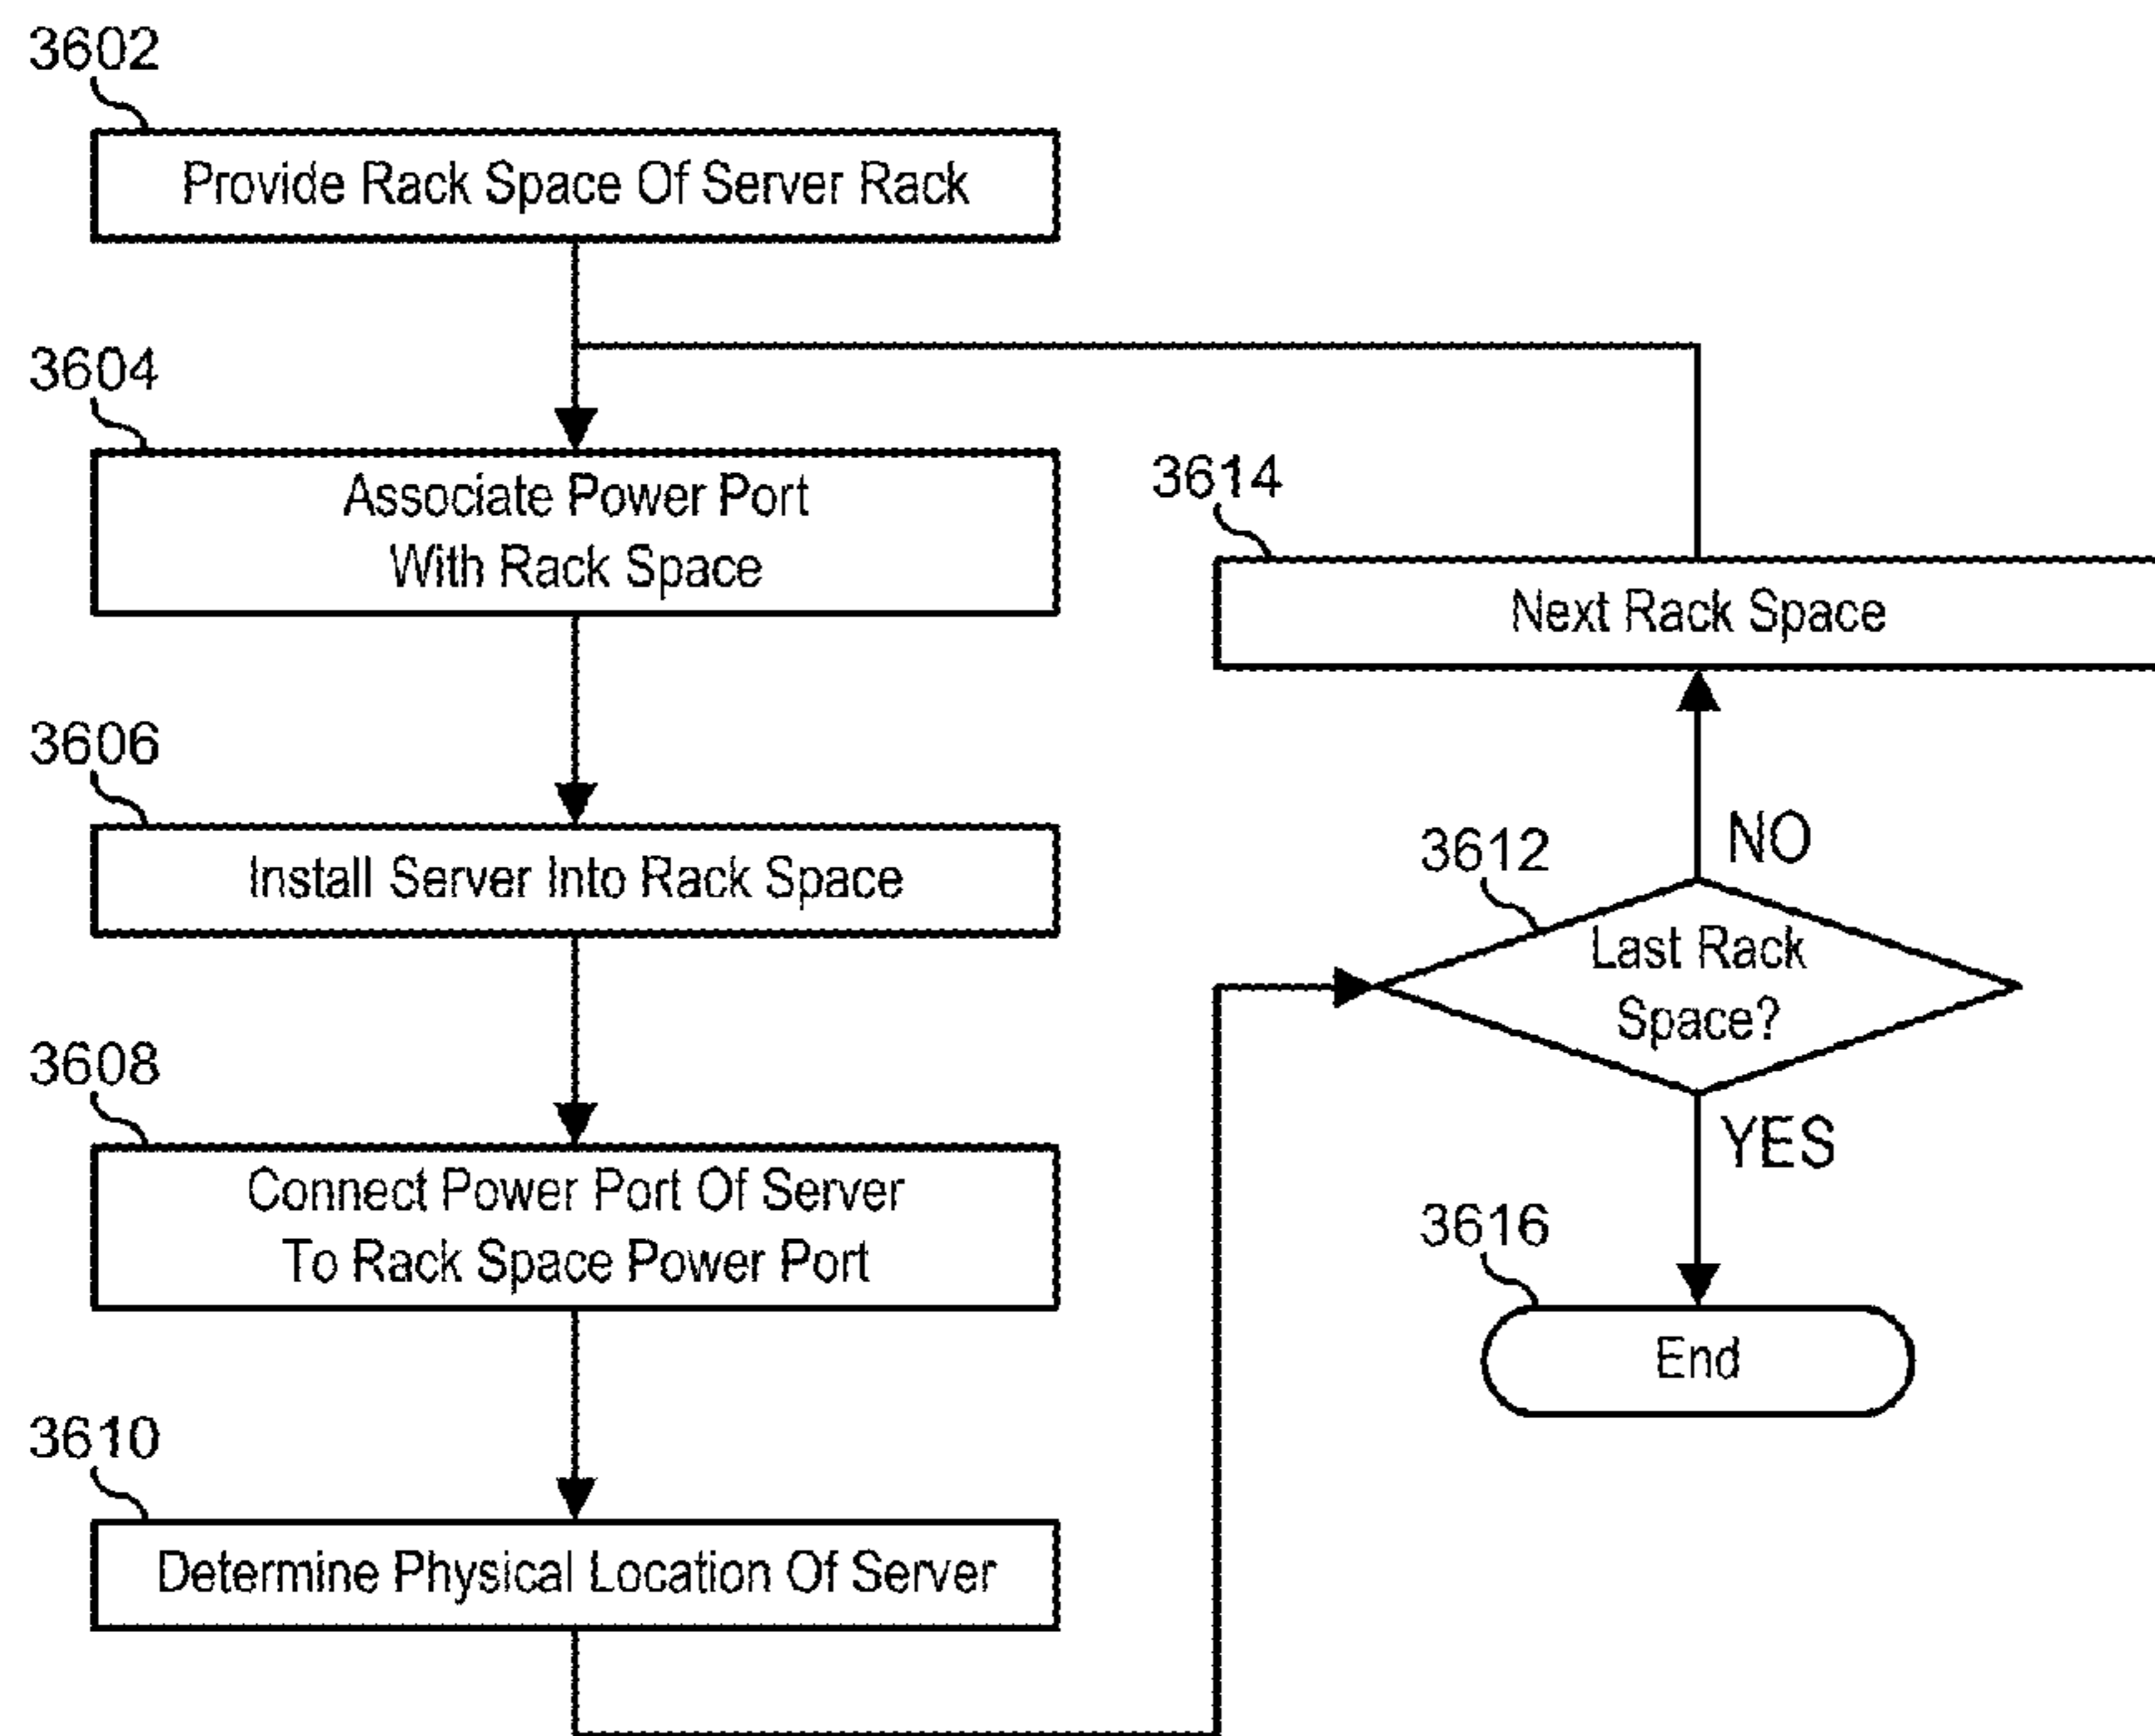 3602
Provide Rack Space Of Server Rack
3604
Associate Power Port
With Rack Space
3606
Install Server Into Rack Space
3608
Connect Power Port Of Server
To Rack Space Power Port
3610
Determine Physical Location Of Server
3614
Next Rack Space
NO
3612
Last Rack
Space?
YES
3616
End